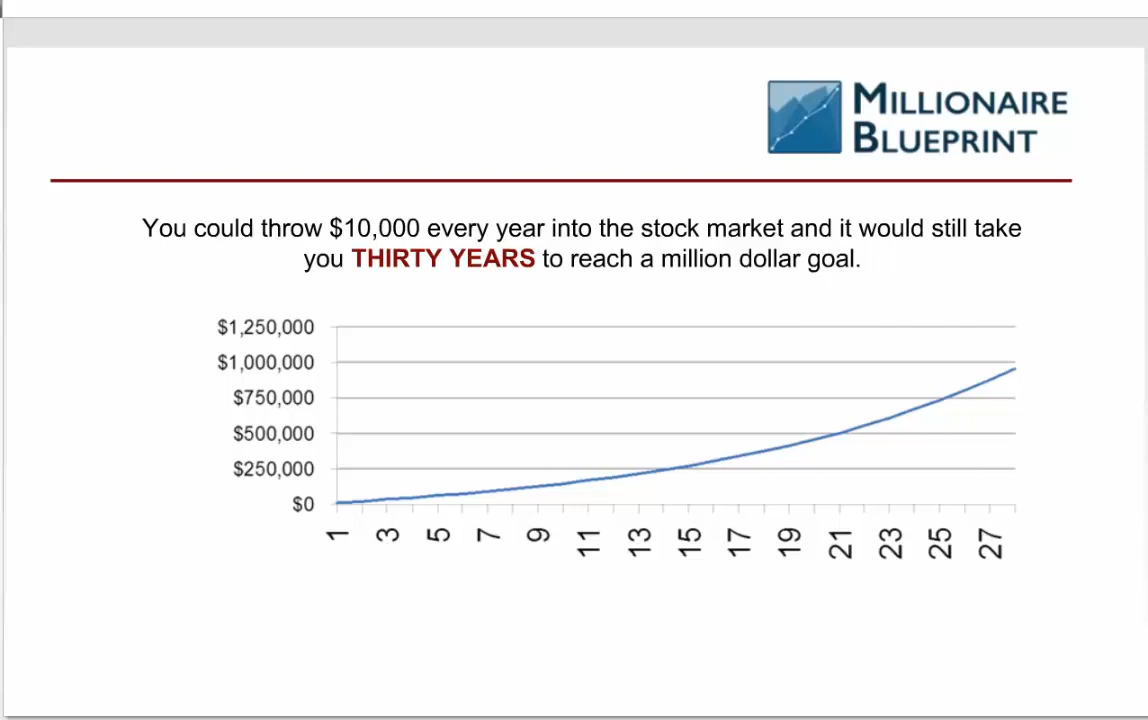 MILLIONAIRE
BLUEPRINT
You could throw $10,000 every year into the stock market and it would still take
you THIRTY YEARS to reach a million dollar goal.
$1,250,000
$1,000,000
$750,000
$500,000
$250,000
$0
1 3 5 7 9 11 13 15 17 19 21 23 25 27